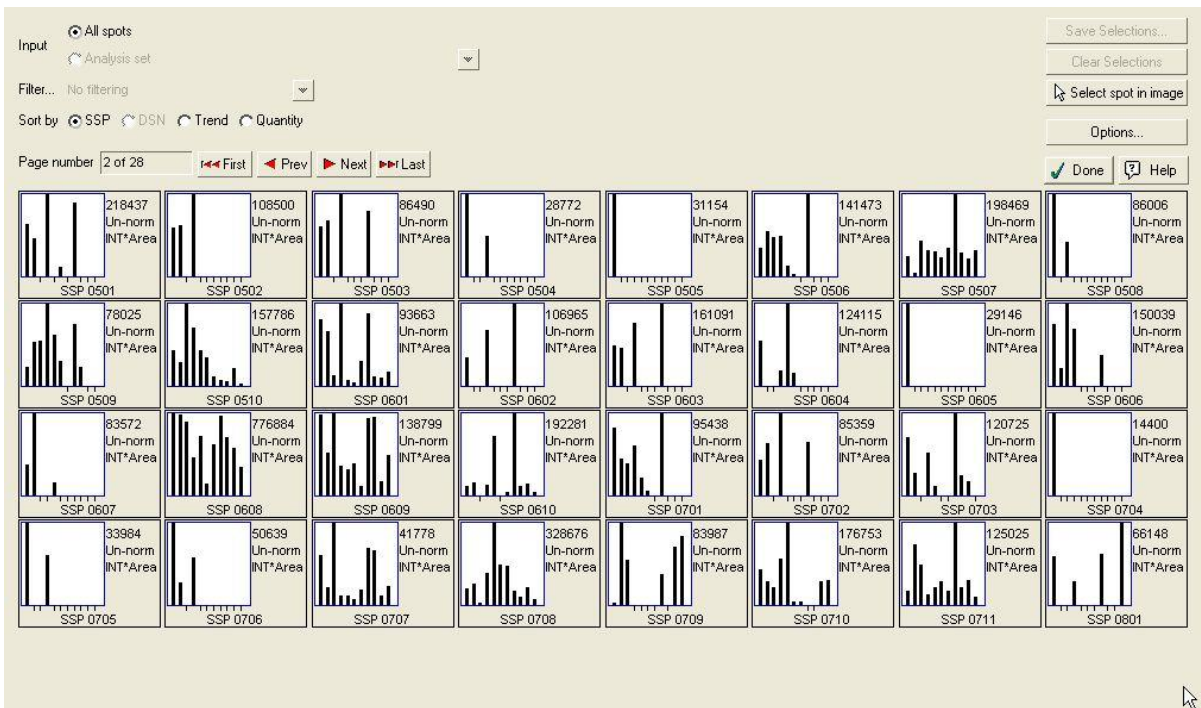 Input
All spots
Analysis set
Filter... No filtering
Sort by SSP DSN Trend Quantity
Page number 2 of 28 First Prev Next Last
Save Selections...
Clear Selections
Select spot in image
Options...
Done Help
218437 108500 86490 28772 31154 141473 198469 86006
Un-norm Un-norm Un-norm Un-norm Un-norm Un-norm Un-norm Un-norm
INT*Area INT*Area INT*Area INT*Area INT*Area INT*Area INT*Area INT*Area
SSP 0501 SSP 0502 SSP 0503 SSP 0504 SSP 0505 SSP 0506 SSP 0507 SSP 0508
78025 157786 93663 106965 161091 124115 29146 150039
Un-norm Un-norm Un-norm Un-norm Un-norm Un-norm Un-norm Un-norm
INT*Area INT*Area INT*Area INT*Area INT*Area INT*Area INT*Area INT*Area
SSP 0509 SSP 0510 SSP 0601 SSP 0602 SSP 0603 SSP 0604 SSP 0605 SSP 0606
83572 776884 138799 192281 95438 85359 120725 14400
Un-norm Un-norm Un-norm Un-norm Un-norm Un-norm Un-norm Un-norm
INT*Area INT*Area INT*Area INT*Area INT*Area INT*Area INT*Area INT*Area
SSP 0607 SSP 0608 SSP 0609 SSP 0610 SSP 0701 SSP 0702 SSP 0703 SSP 0704
33984 50639 41778 328676 83987 176753 125025 66148
Un-norm Un-norm Un-norm Un-norm Un-norm Un-norm Un-norm Un-norm
INT*Area INT*Area INT*Area INT*Area INT*Area INT*Area INT*Area INT*Area
SSP 0705 SSP 0706 SSP 0707 SSP 0708 SSP 0709 SSP 0710 SSP 0711 SSP 0801